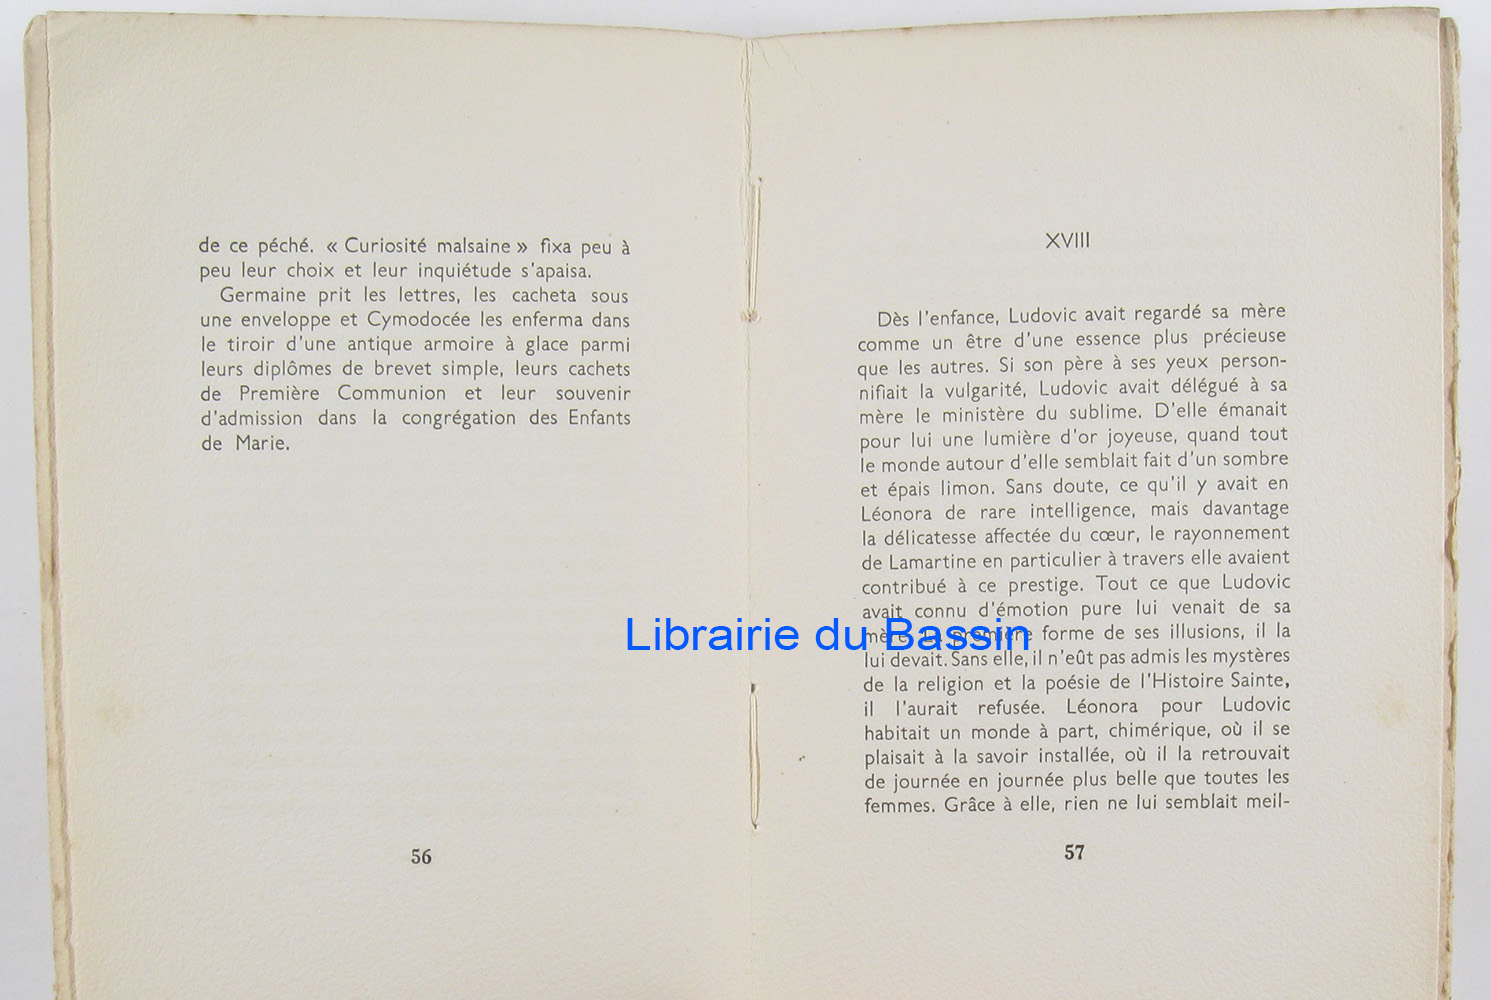 de ce péché. « Curiosité malsaine » fixa peu à
peu leur choix et leur inquiétude s'apaisa.
Germaine prit les lettres, les cacheta sous
une enveloppe et Cymodocée les enferma dans
le tiroir d'une antique armoire à glace parmi
leurs diplômes de brevet simple, leurs cachets
de Première Communion et leur souvenir
d'admission dans la congrégation des Enfants
de Marie.
56
XVIII
Dès l'enfance, Ludovic avait regardé sa mère
comme un être d'une essence plus précieuse
que les autres. Si son père à ses yeux person-
nifiait la vulgarité, Ludovic avait délégué à sa
mère le ministère du sublime. D'elle émanait
pour lui une lumière d'or joyeuse, quand tout
le monde autour d'elle semblait fait d'un sombre
et épais limon. Sans doute, ce qu'il y avait en
Léonora de rare intelligence, mais davantage
la délicatesse affectée du cœur, le rayonnement
de Lamartine en particulier à travers elle avaient
contribué à ce prestige. Tout ce que Ludovic
avait connu d'émotion pure lui venait de sa
mère. La première forme de ses illusions, il la
lui devait. Sans elle, il n'eût pas admis les mystères
de la religion et la poésie de l'Histoire Sainte,
il l'aurait refusée. Léonora pour Ludovic
habitait un monde à part, chimérique, où il se
plaisait à la savoir installée, où il la retrouvait
de journée en journée plus belle que toutes les
femmes. Grâce à elle, rien ne lui semblait meil-
57
Librairie du Bassin